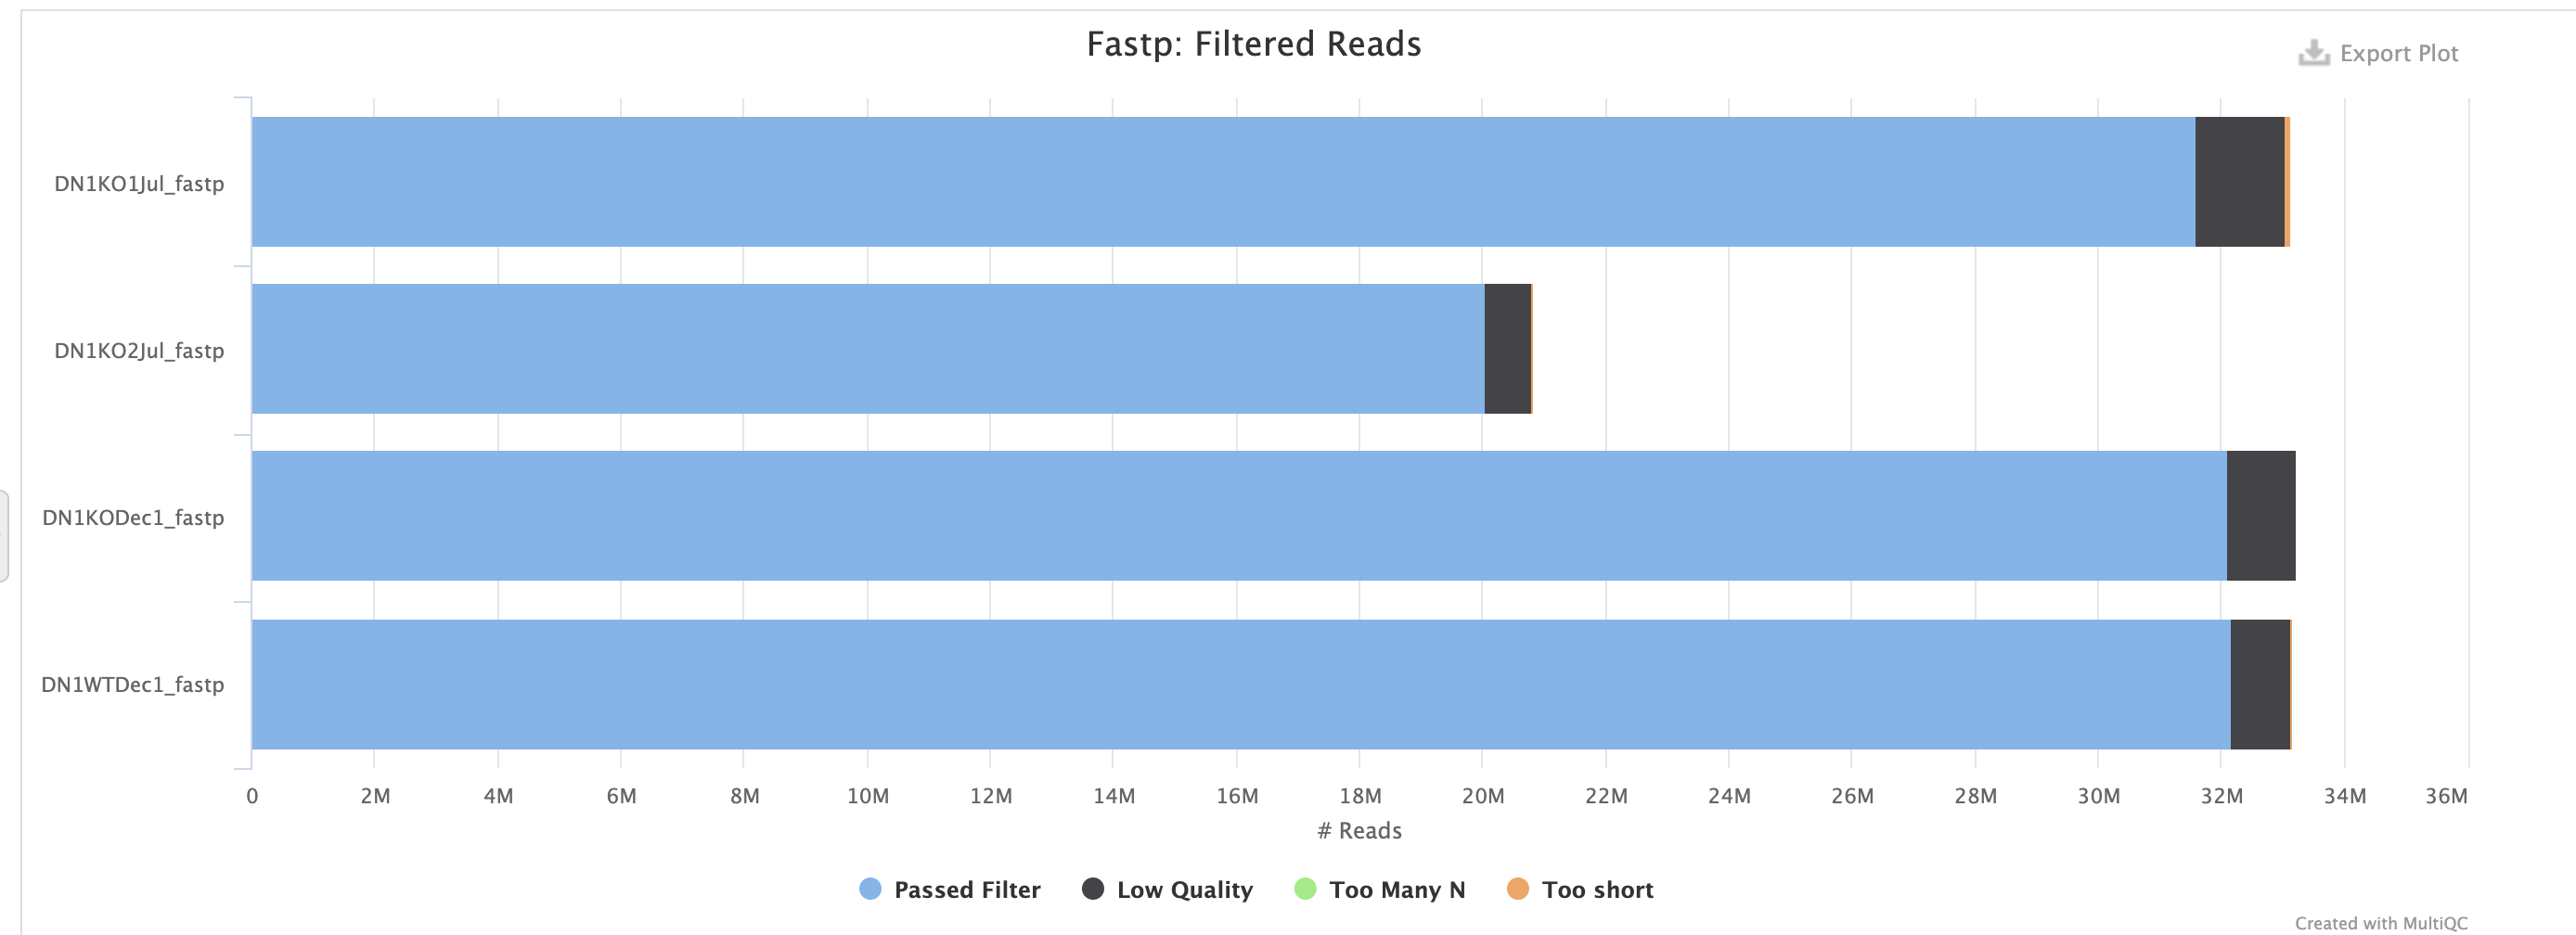 Fastp: Filtered Reads
Export Plot
DN1KO1Jul_fastp
DN1KO2Jul_fastp
DN1KODec1_fastp
DN1WTDec1_fastp
0 2M 4M 6M 8M 10M 12M 14M 16M 18M 20M 22M 24M 26M 28M 30M 32M 34M 36M
# Reads
Passed Filter Low Quality Too Many N Too short
Created with MultiQC